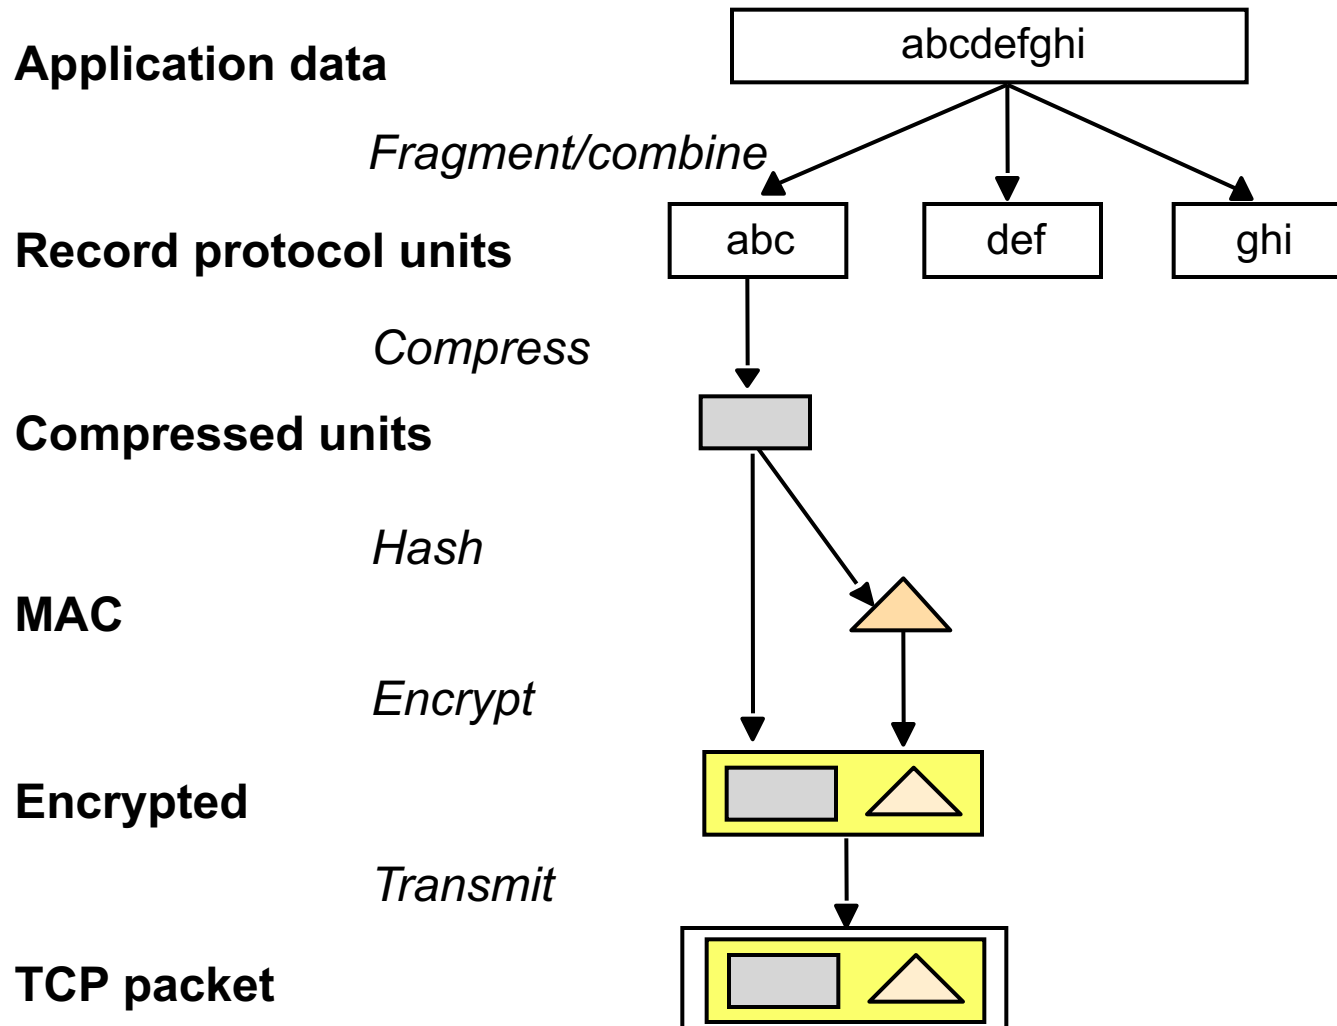 Application data
abcdefghi
Fragment/combine
Record protocol units
abc
def
ghi
Compress
Compressed units
Hash
MAC
Encrypt
Encrypted
Transmit
TCP packet